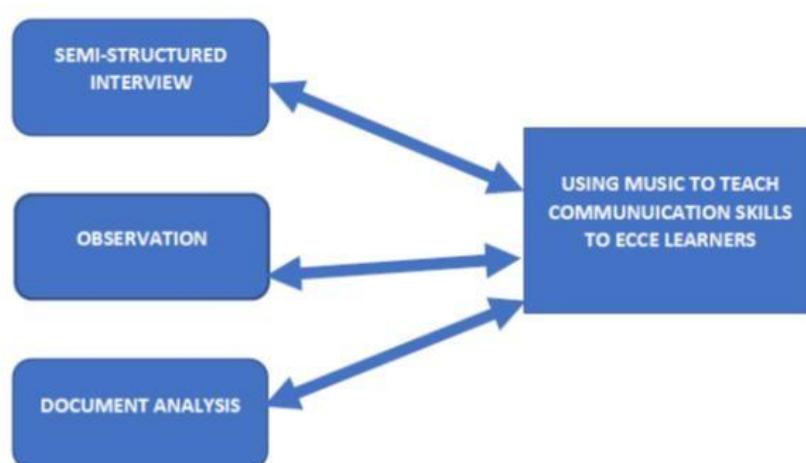 SEMI-STRUCTURED
INTERVIEW
OBSERVATION
DOCUMENT ANALYSIS
USING MUSIC TO TEACH
COMMUNUICATION SKILLS
TO ECCE LEARNERS